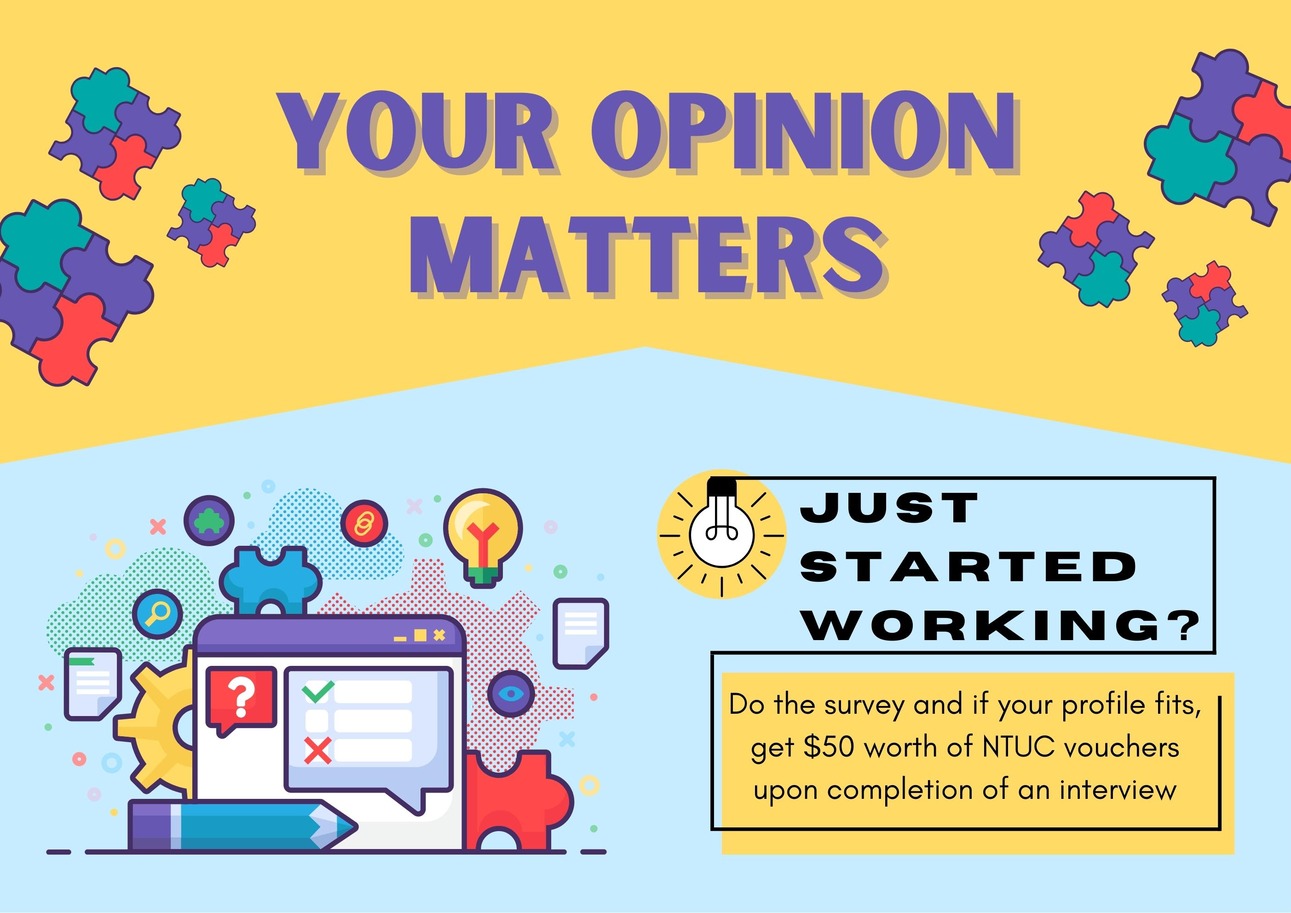 YOUR OPINION
MATTERS
JUST
STARTED
WORKING?
Do the survey and if your profile fits,
get $50 worth of NTUC vouchers
upon completion of an interview
?